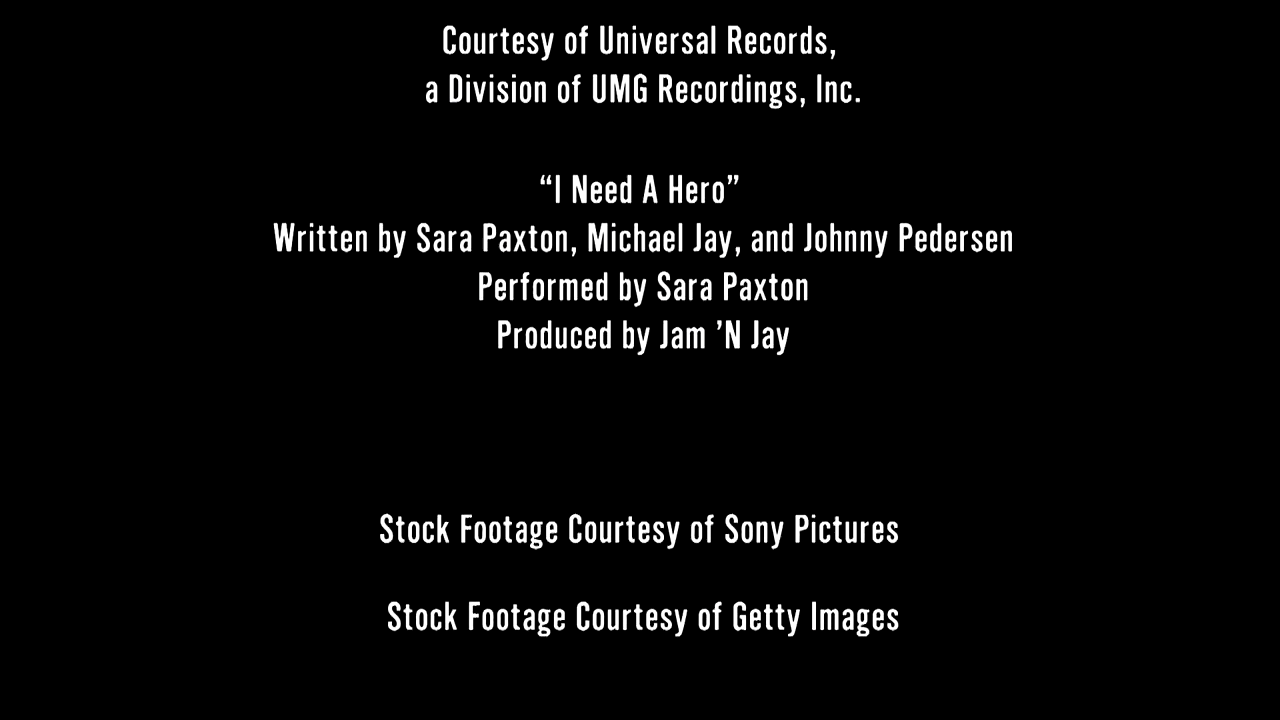 Courtesy of Universal Records,
a Division of UMG Recordings, Inc.
“I Need A Hero”
Written by Sara Paxton, Michael Jay, and Johnny Pedersen
Performed by Sara Paxton
Produced by Jam ’N Jay
Stock Footage Courtesy of Sony Pictures
Stock Footage Courtesy of Getty Images